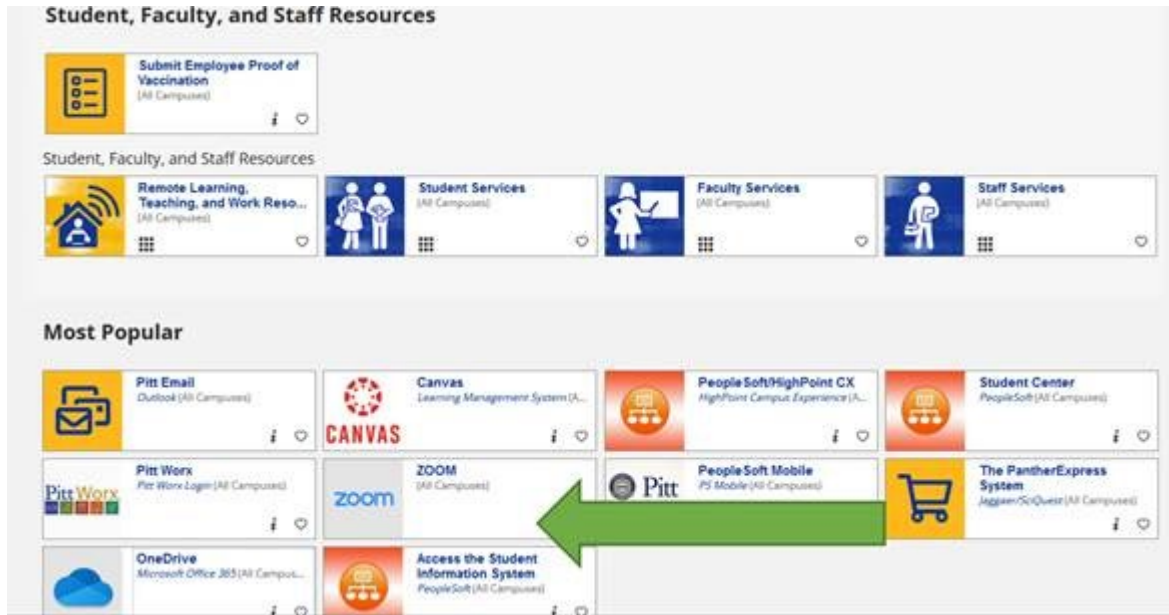 Student, Faculty, and Staff Resources
Submit Employee Proof of
Vaccination
(All Campuses)
i
Student, Faculty, and Staff Resources
Remote Learning,
Teaching, and Work Reso...
(All Campuses)
Student Services
(All Campuses)
Faculty Services
(All Campuses)
Staff Services
(All Campuses)
Most Popular
Pitt Email
Outlook (All Campuses)
i
CANVAS
Canvas
Learning Management System (A...
i
PeopleSoft/HighPoint CX
HighPoint Campus Experience (A...
i
Student Center
PeopleSoft (All Campuses)
i
Pitt Worx
Pitt Worx
Pitt Worx Login (All Campuses)
i
zoom
ZOOM
(All Campuses)
Pitt
PeopleSoft Mobile
PS Mobile (All Campuses)
The PantherExpress
System
Jaggaer/SciQuest (All Campuses)
i
OneDrive
Microsoft Office 365 (All Campus...
i
Access the Student
Information System
PeopleSoft (All Campuses)
i